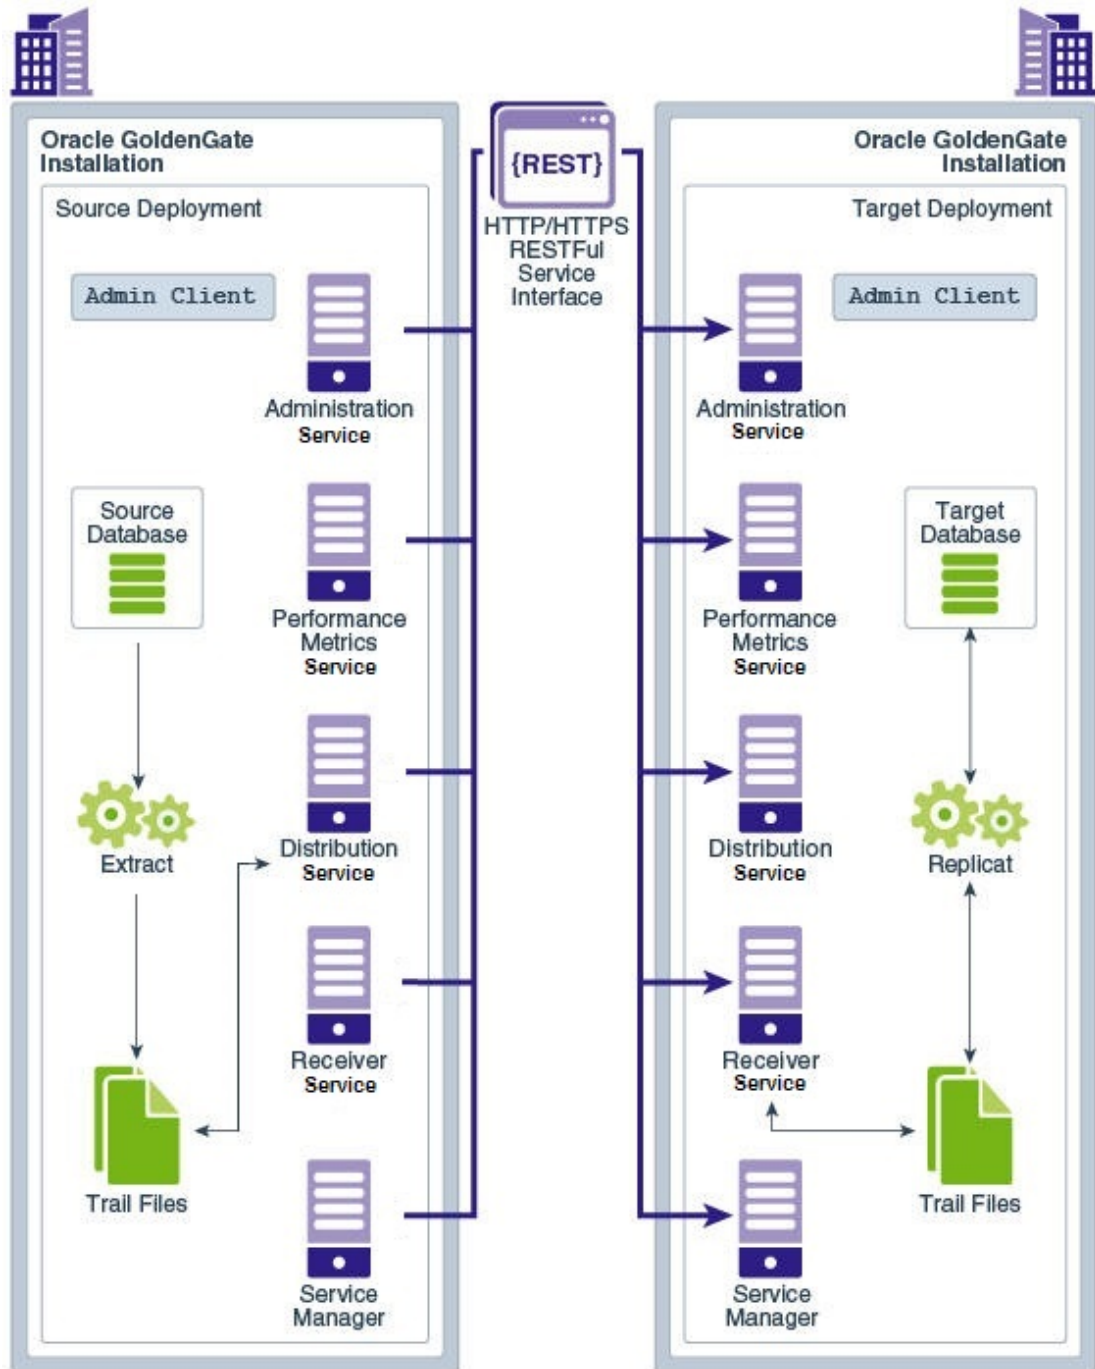 Oracle GoldenGate
Installation
Source Deployment
Admin Client
Administration
Service
Source
Database
Performance
Metrics
Service
Extract
Distribution
Service
Receiver
Service
Trail Files
Service
Manager
{REST}
HTTP/HTTPS
RESTFul
Service
Interface
Oracle GoldenGate
Installation
Target Deployment
Admin Client
Administration
Service
Performance
Metrics
Service
Target
Database
Distribution
Service
Replicat
Receiver
Service
Trail Files
Service
Manager